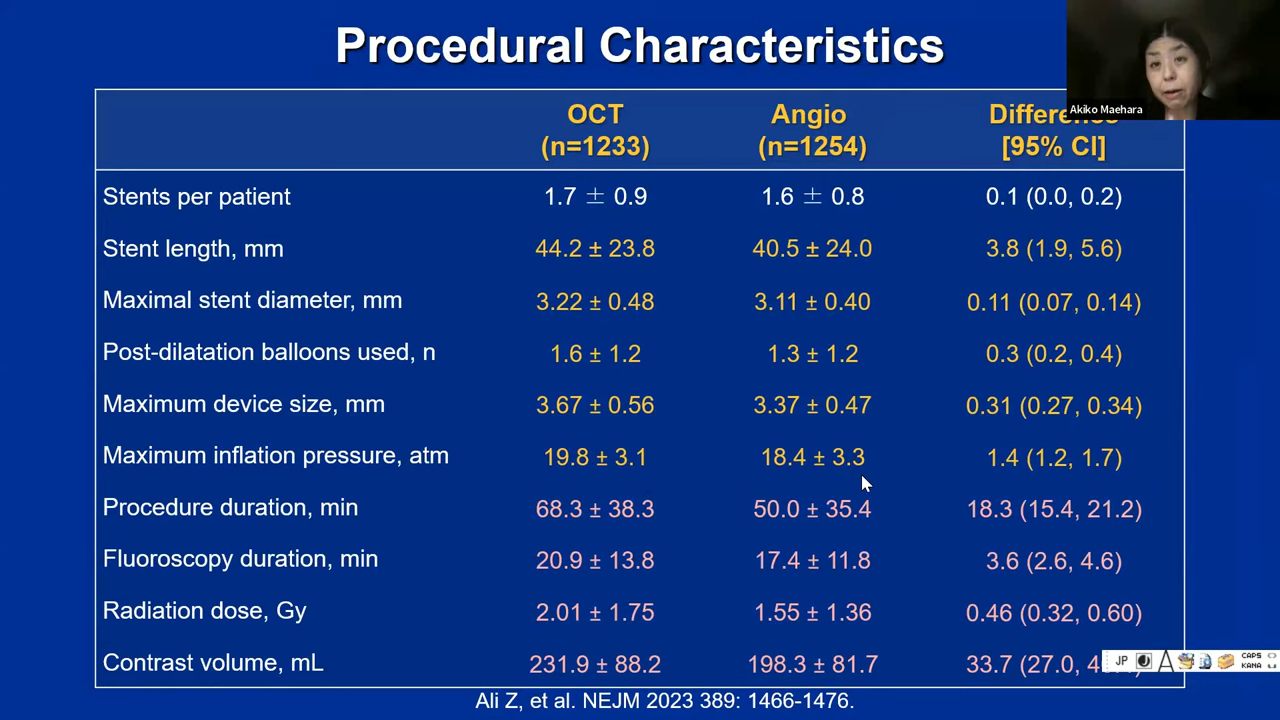 Procedural Characteristics
Akiko Maehara
OCT (n=1233) Angio (n=1254) [95% CI]
Stents per patient 1.7 ± 0.9 1.6 ± 0.8 0.1 (0.0, 0.2)
Stent length, mm 44.2 ± 23.8 40.5 ± 24.0 3.8 (1.9, 5.6)
Maximal stent diameter, mm 3.22 ± 0.48 3.11 ± 0.40 0.11 (0.07, 0.14)
Post-dilatation balloons used, n 1.6 ± 1.2 1.3 ± 1.2 0.3 (0.2, 0.4)
Maximum device size, mm 3.67 ± 0.56 3.37 ± 0.47 0.31 (0.27, 0.34)
Maximum inflation pressure, atm 19.8 ± 3.1 18.4 ± 3.3 1.4 (1.2, 1.7)
Procedure duration, min 68.3 ± 38.3 50.0 ± 35.4 18.3 (15.4, 21.2)
Fluoroscopy duration, min 20.9 ± 13.8 17.4 ± 11.8 3.6 (2.6, 4.6)
Radiation dose, Gy 2.01 ± 1.75 1.55 ± 1.36 0.46 (0.32, 0.60)
Contrast volume, mL 231.9 ± 88.2 198.3 ± 81.7 33.7 (27.0,
JP A CAPS
KANA
Ali Z, et al. NEJM 2023 389: 1466-1476.